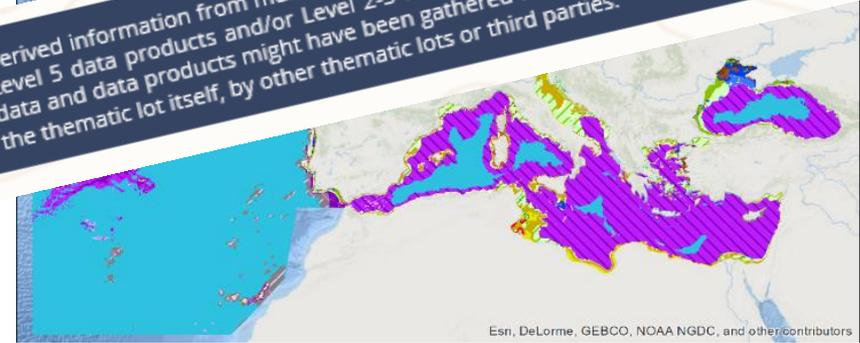 erived information from
evel 5 data products and/or Level 2-3
data and data products might have been gathered
the thematic lot itself, by other thematic lots or third parties.
Esri, DeLorme, GEBCO, NOAA NGDC, and other contributors